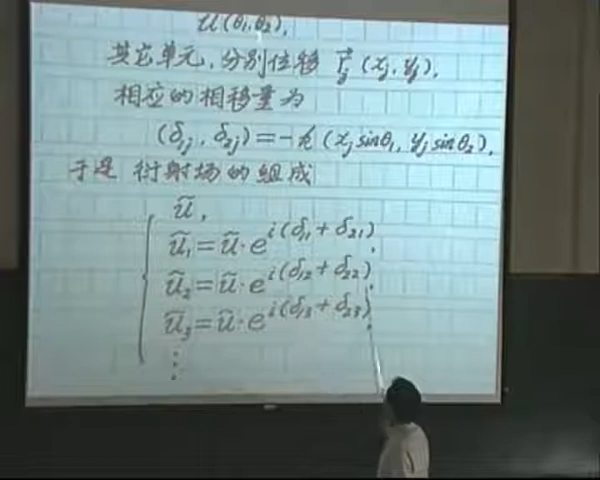 ũ(θ₁,θ₂),
其它单元,分别位移 r⃗ⱼ (xⱼ, yⱼ),
相应的相移量为
(δ₁ⱼ, δ₂ⱼ) = -k (xⱼ sinθ₁, yⱼ sinθ₂).
于是 衍射场的组成
ũ,
ũ₁ = ũ·e^{i(δ₁₁+δ₂₁)},
ũ₂ = ũ·e^{i(δ₁₂+δ₂₂)},
ũ₃ = ũ·e^{i(δ₁₃+δ₂₃)},
⋮